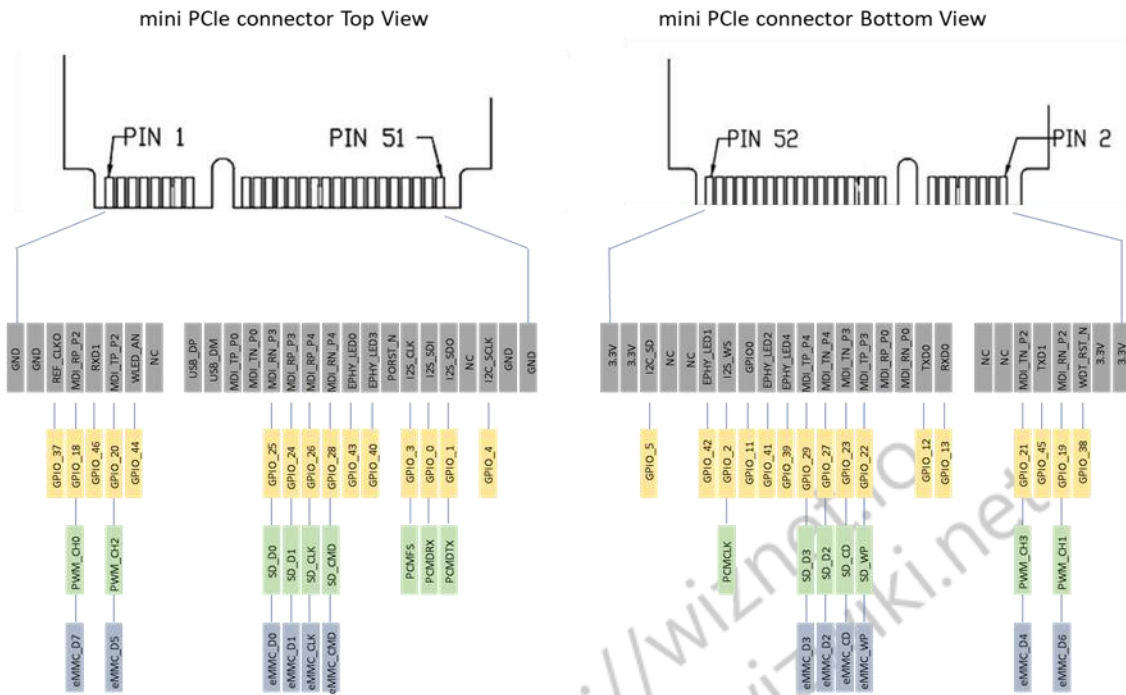 mini PCIe connector Top View
mini PCIe connector Bottom View
PIN 1
PIN 51
PIN 52
PIN 2
GND
GND
REF_CLKO
MDI_RP_P2
RXD1
MDI_TP_P2
WLED_AN
NC
USB_DP
USB_DM
MDI_TP_P0
MDI_TN_P0
MDI_RN_P3
MDI_RP_P3
MDI_RP_P4
MDI_RN_P4
EPHY_LED0
EPHY_LED3
PORST_N
I2S_CLK
I2S_SDI
I2S_SDO
NC
I2C_SCLK
GND
GND
3.3V
3.3V
I2C_SD
NC
NC
EPHY_LED1
I2S_WS
GPIO0
EPHY_LED2
EPHY_LED4
MDI_TP_P4
MDI_TN_P4
MDI_TN_P3
MDI_TP_P3
MDI_RP_P0
MDI_RN_P0
TXD0
RXD0
NC
NC
MDI_TN_P2
TXD1
MDI_RN_P2
WDT_RST_N
3.3V
3.3V
GPIO_37
GPIO_18
GPIO_46
GPIO_20
GPIO_44
GPIO_25
GPIO_24
GPIO_26
GPIO_28
GPIO_43
GPIO_40
GPIO_3
GPIO_0
GPIO_1
GPIO_4
GPIO_5
GPIO_42
GPIO_2
GPIO_11
GPIO_41
GPIO_39
GPIO_29
GPIO_27
GPIO_23
GPIO_22
GPIO_12
GPIO_13
GPIO_21
GPIO_45
GPIO_19
GPIO_38
PWM_CH0
PWM_CH2
SD_D0
SD_D1
SD_CLK
SD_CMD
PCMFS
PCMDRX
PCMDTX
PCMCLK
SD_D3
SD_D2
SD_CD
SD_WP
PWM_CH3
PWM_CH1
eMMC_D7
eMMC_D5
eMMC_D0
eMMC_D1
eMMC_CLK
eMMC_CMD
eMMC_D3
eMMC_D2
eMMC_CD
eMMC_WP
eMMC_D4
eMMC_D6